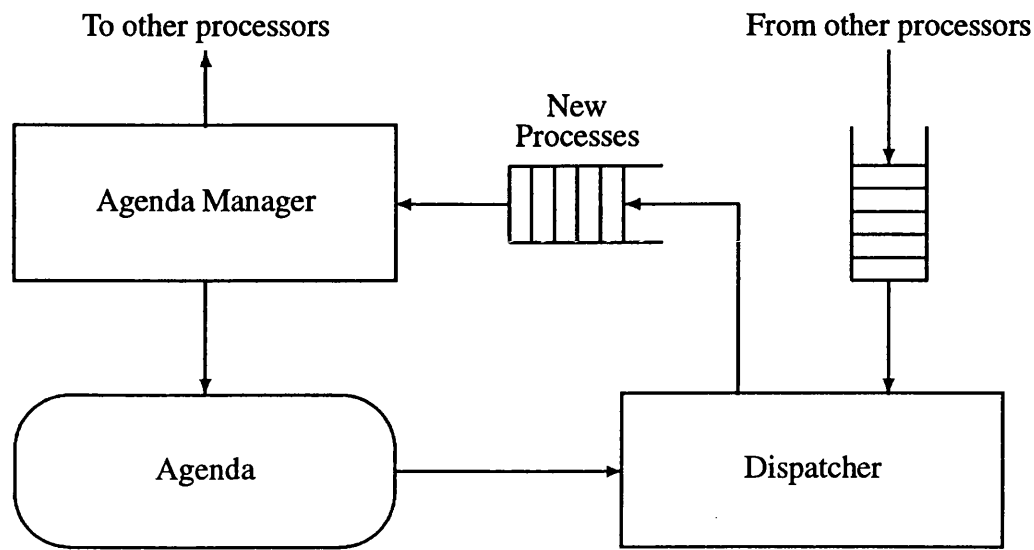 To other processors
From other processors
New
Processes
Agenda Manager
Agenda
Dispatcher